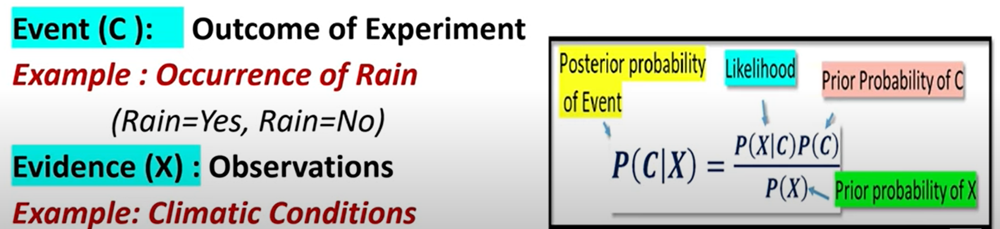 Event (C ): Outcome of Experiment
Example : Occurrence of Rain
(Rain=Yes, Rain=No)
Evidence (X) : Observations
Example: Climatic Conditions
Posterior probability
of Event
Likelihood
Prior Probability of C
P(C|X) = P(X|C)P(C)
P(X)
Prior probability of X